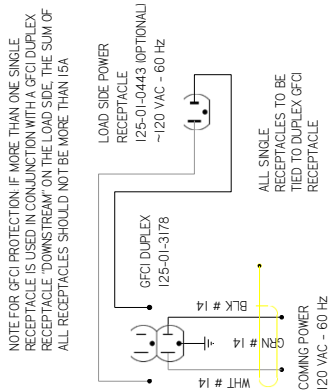 NOTE FOR GFCI PROTECTION: IF MORE THAN ONE SINGLE
RECEPTACLE IS USED IN CONJUNCTION WITH A GFCI DUPLEX
RECEPTACLE "DOWNSTREAM" ON THE LOAD SIDE, THE SUM OF
ALL RECEPTACLES SHOULD NOT BE MORE THAN 15A
LOAD SIDE POWER
RECEPTACLE
125-01-0443 (OPTIONAL)
~120 VAC - 60 Hz
GFCI DUPLEX
125-01-3178
ALL SINGLE
RECEPTACLES TO BE
TIED TO DUPLEX GFCI
RECEPTACLE
BLK # 14
GRN # 14
WHT # 14
COMING POWER
120 VAC - 60 Hz